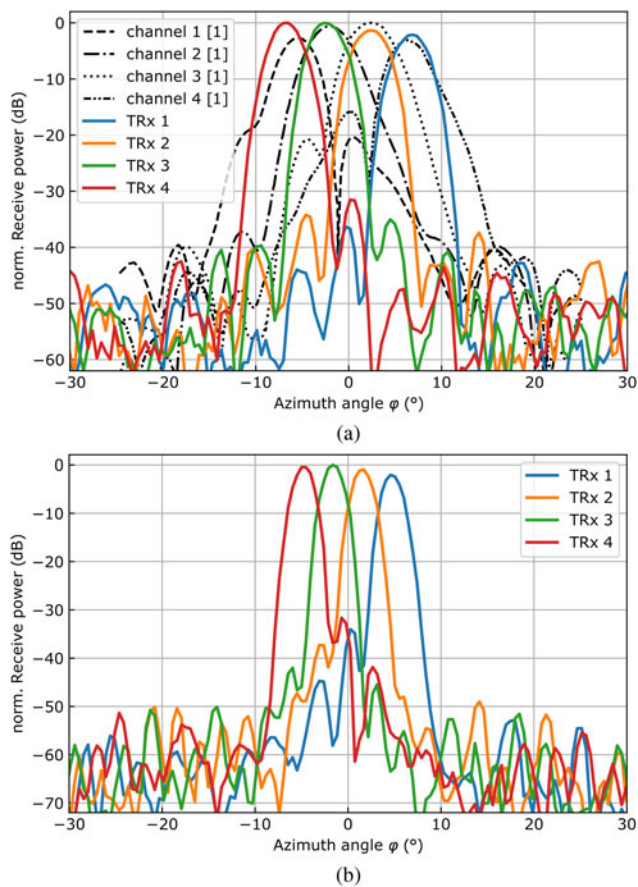 0
−10
−20
−30
−40
−50
−60
norm. Receive power (dB)
channel 1 [1]
channel 2 [1]
channel 3 [1]
channel 4 [1]
TRx 1
TRx 2
TRx 3
TRx 4
−30 −20 −10 0 10 20 30
Azimuth angle φ (°)
(a)
0
−10
−20
−30
−40
−50
−60
−70
norm. Receive power (dB)
TRx 1
TRx 2
TRx 3
TRx 4
−30 −20 −10 0 10 20 30
Azimuth angle φ (°)
(b)